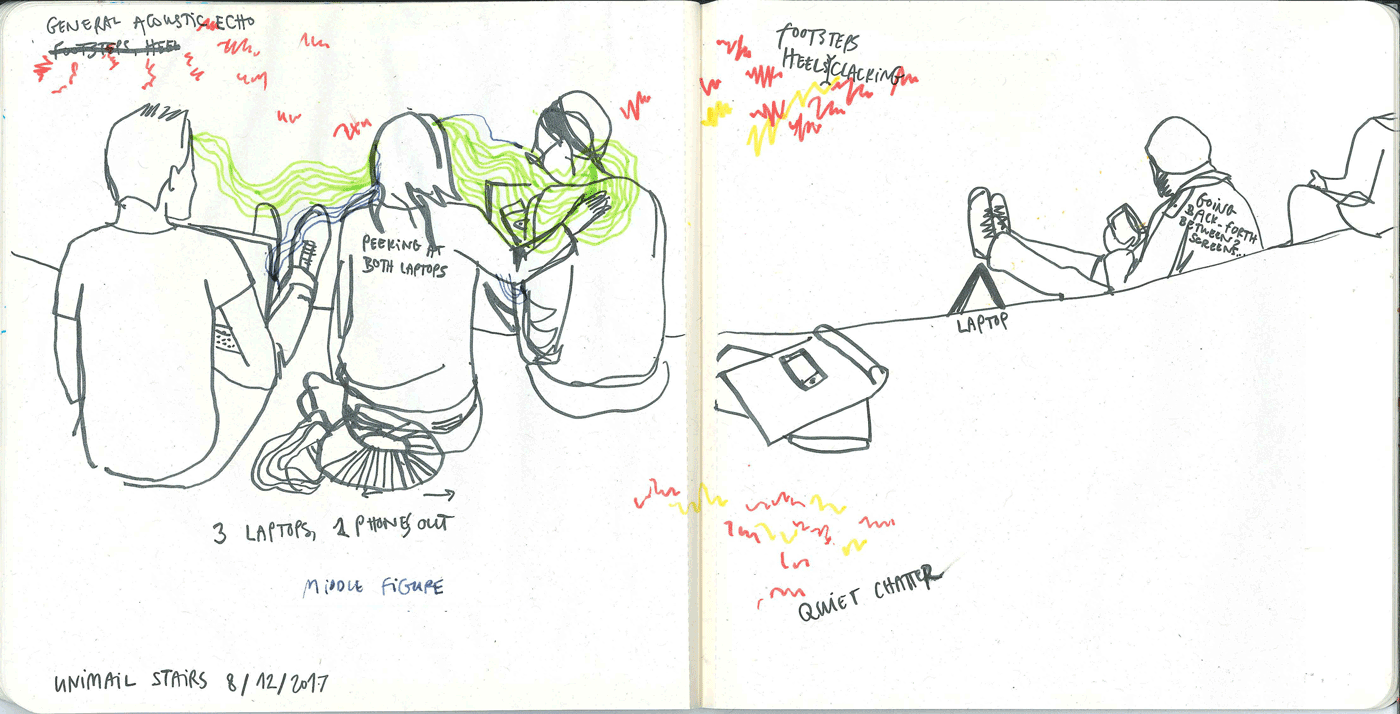 GENERAL ACOUSTIC ECHO
FOOTSTEPS, HEEL
PEEKING AT
BOTH LAPTOPS
3 LAPTOPS, 1 PHONE OUT
MIDDLE FIGURE
UNIMAIL STAIRS 8/12/2017
FOOTSTEPS
HEELS CLACKING
GOING
BACK-FORTH
BETWEEN 2
SCREENS...
LAPTOP
QUIET CHATTER